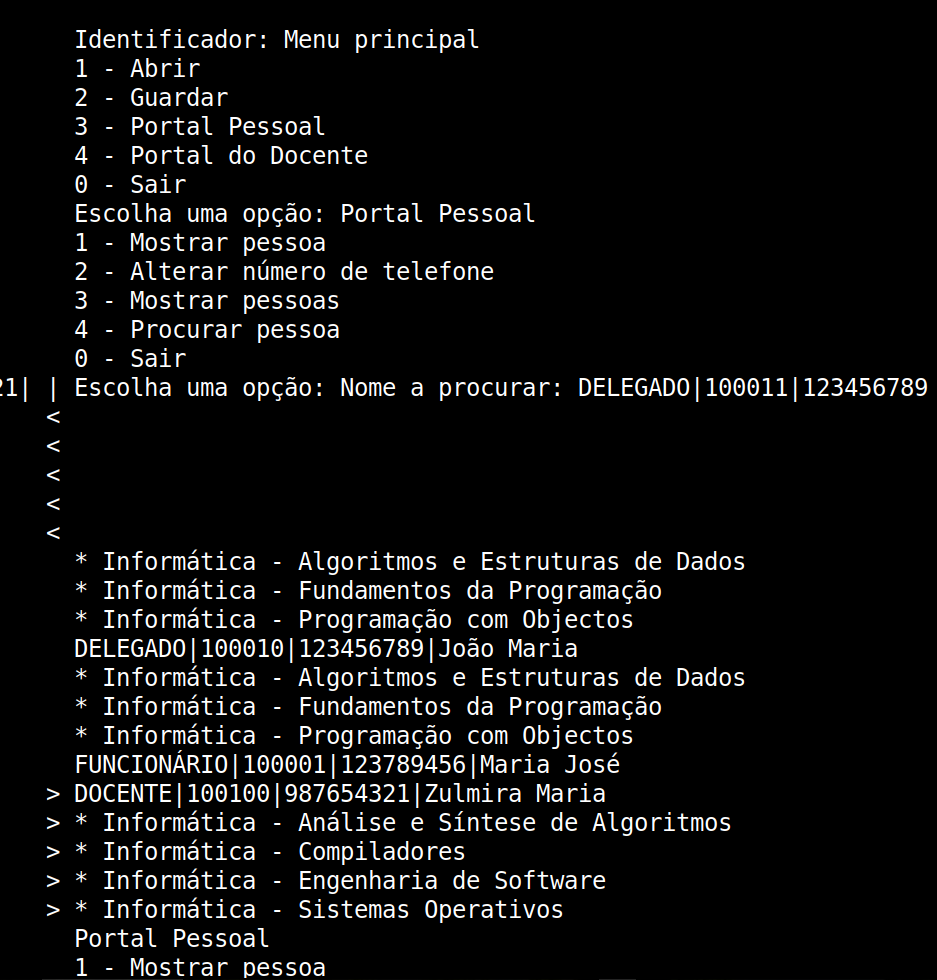 Identificador: Menu principal
1 - Abrir
2 - Guardar
3 - Portal Pessoal
4 - Portal do Docente
0 - Sair
Escolha uma opção: Portal Pessoal
1 - Mostrar pessoa
2 - Alterar número de telefone
3 - Mostrar pessoas
4 - Procurar pessoa
0 - Sair
21| | Escolha uma opção: Nome a procurar: DELEGADO|100011|123456789
<
<
<
<
<
* Informática - Algoritmos e Estruturas de Dados
* Informática - Fundamentos da Programação
* Informática - Programação com Objectos
DELEGADO|100010|123456789|João Maria
* Informática - Algoritmos e Estruturas de Dados
* Informática - Fundamentos da Programação
* Informática - Programação com Objectos
FUNCIONÁRIO|100001|123789456|Maria José
> DOCENTE|100100|987654321|Zulmira Maria
> * Informática - Análise e Síntese de Algoritmos
> * Informática - Compiladores
> * Informática - Engenharia de Software
> * Informática - Sistemas Operativos
Portal Pessoal
1 - Mostrar pessoa